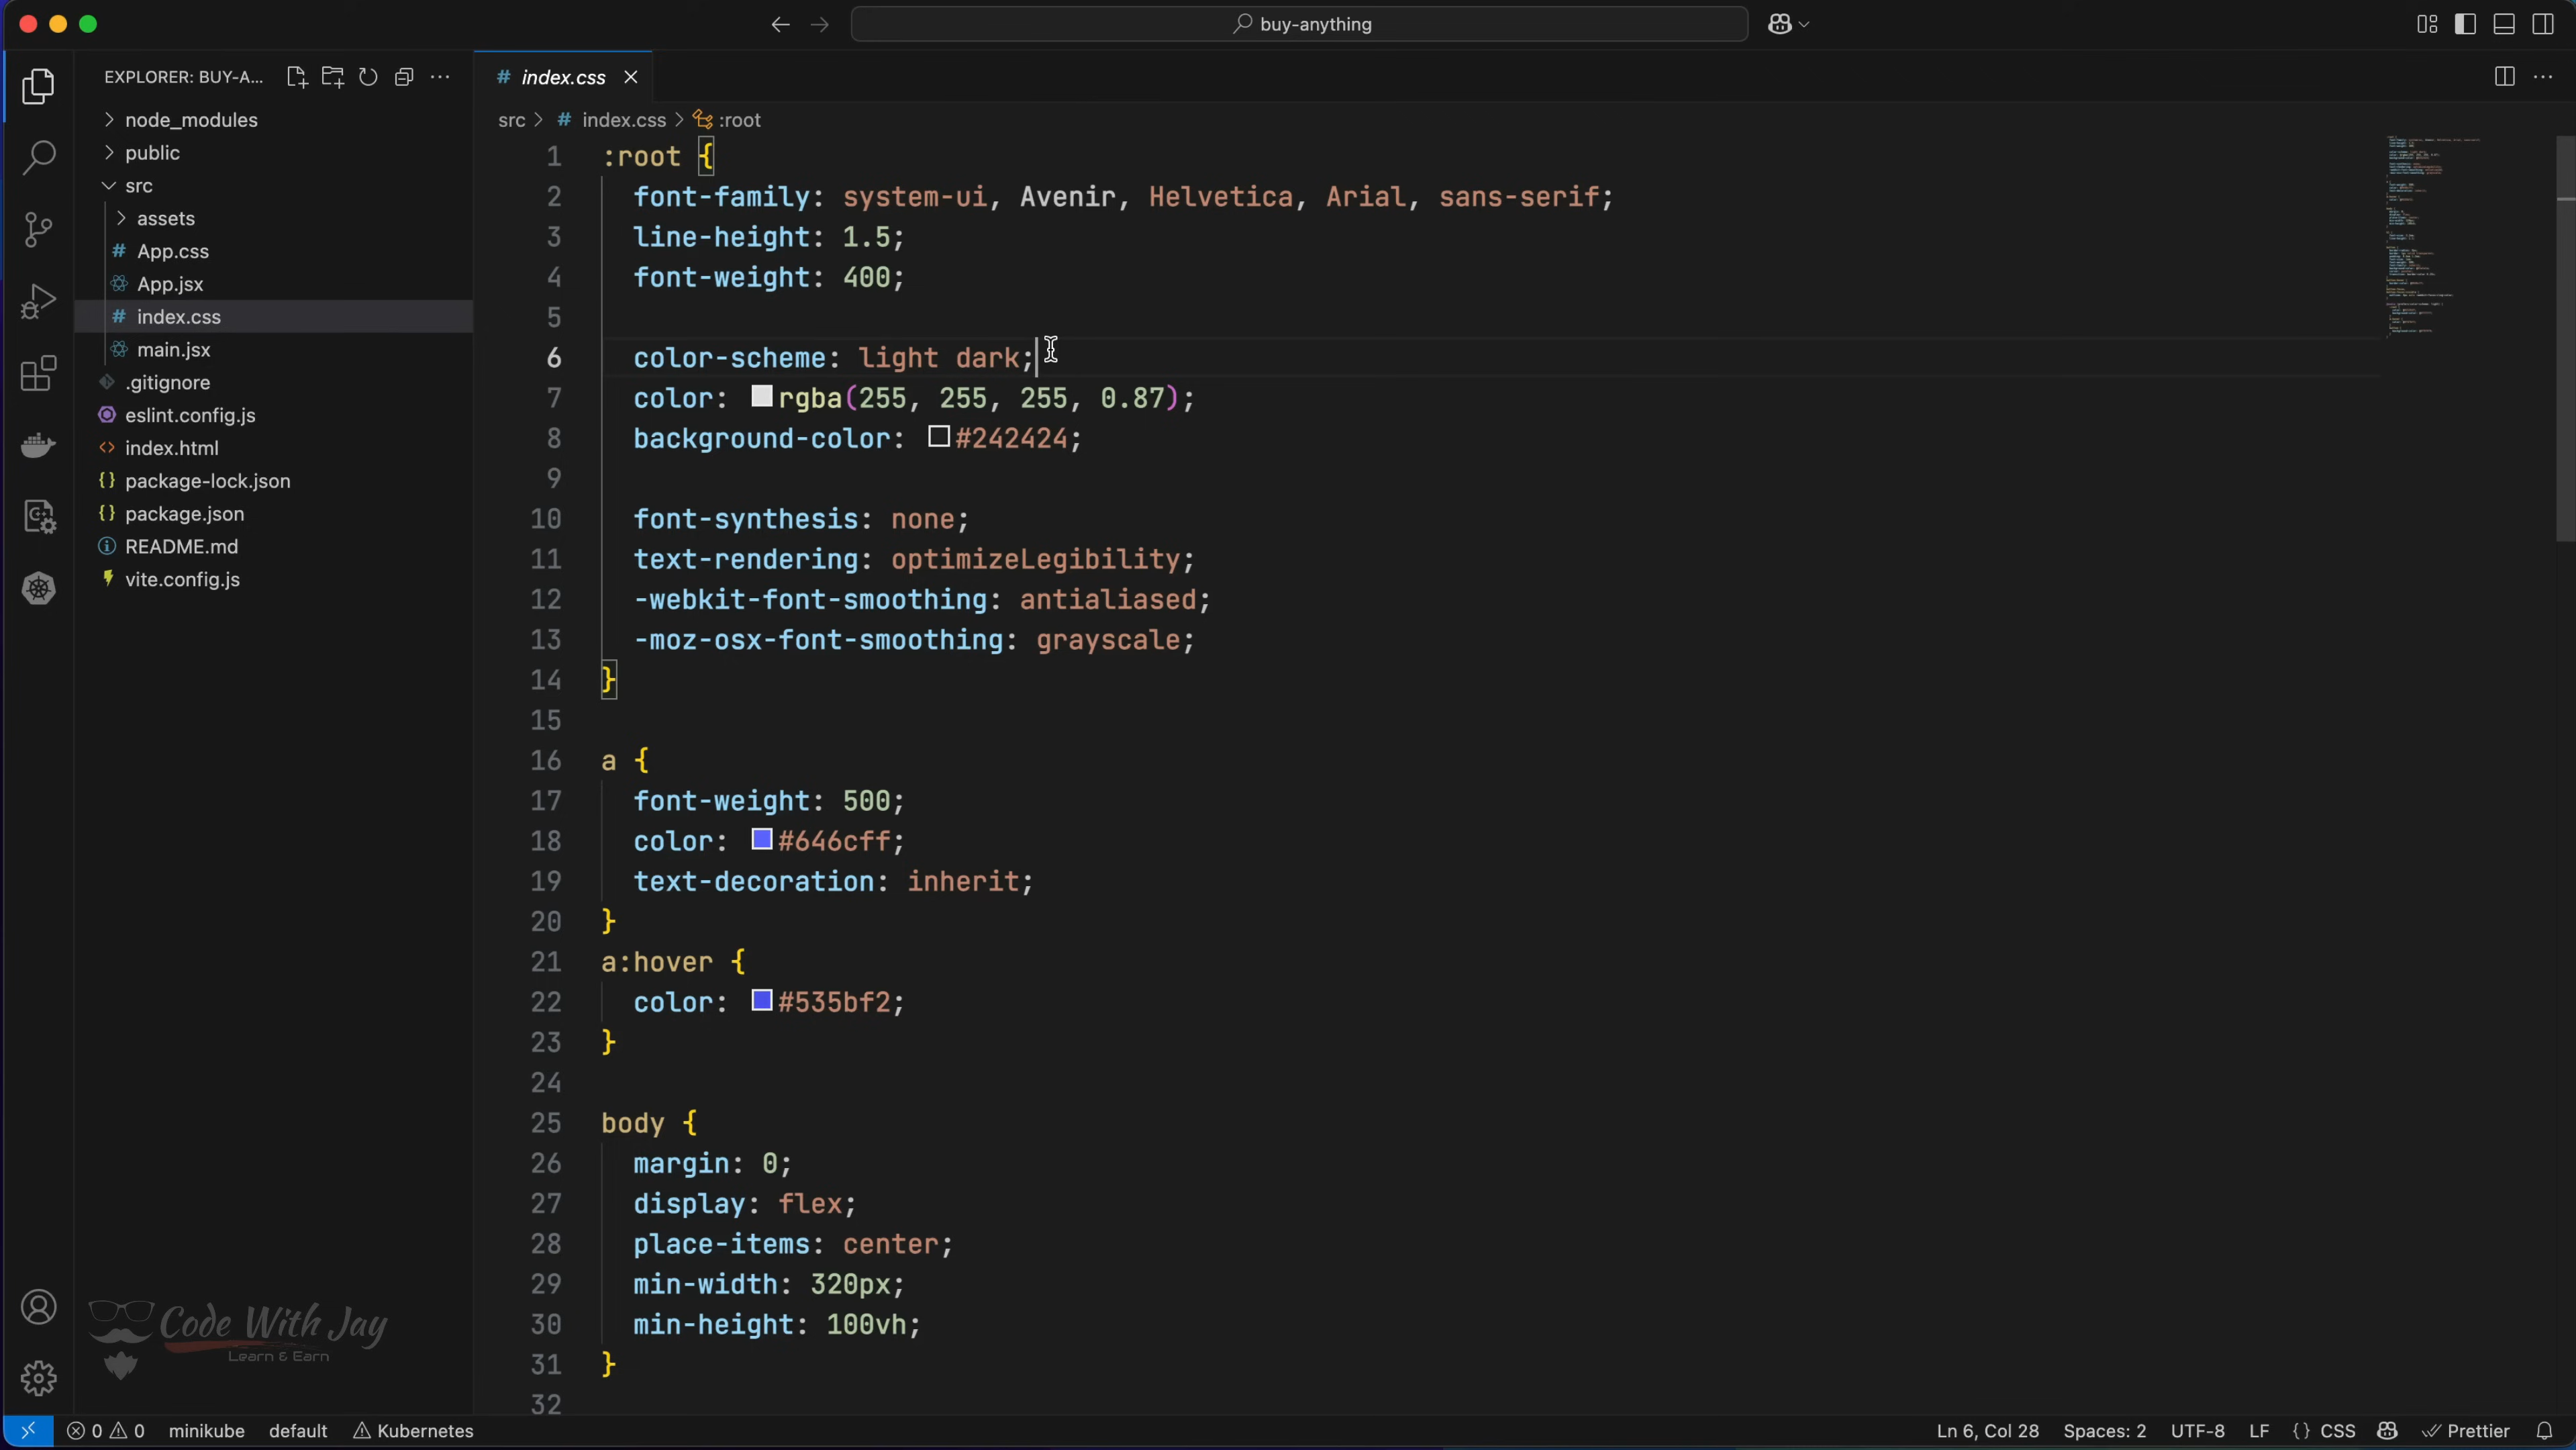 buy-anything
EXPLORER: BUY-A...
node_modules
public
src
assets
# App.css
App.jsx
# index.css
main.jsx
.gitignore
eslint.config.js
<> index.html
{} package-lock.json
{} package.json
README.md
vite.config.js
Code With Jay
Learn & Earn
# index.css
src > # index.css > :root
1 :root {
2 font-family: system-ui, Avenir, Helvetica, Arial, sans-serif;
3 line-height: 1.5;
4 font-weight: 400;
5
6 color-scheme: light dark;
7 color: rgba(255, 255, 255, 0.87);
8 background-color: #242424;
9
10 font-synthesis: none;
11 text-rendering: optimizeLegibility;
12 -webkit-font-smoothing: antialiased;
13 -moz-osx-font-smoothing: grayscale;
14 }
15
16 a {
17 font-weight: 500;
18 color: #646cff;
19 text-decoration: inherit;
20 }
21 a:hover {
22 color: #535bf2;
23 }
24
25 body {
26 margin: 0;
27 display: flex;
28 place-items: center;
29 min-width: 320px;
30 min-height: 100vh;
31 }
32
0 0 minikube default Kubernetes
Ln 6, Col 28 Spaces: 2 UTF-8 LF {} CSS Prettier